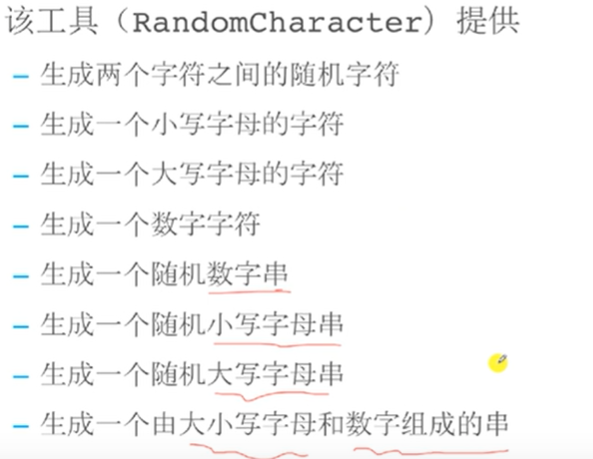 该工具（RandomCharacter）提供
– 生成两个字符之间的随机字符
– 生成一个小写字母的字符
– 生成一个大写字母的字符
– 生成一个数字字符
– 生成一个随机数字串
– 生成一个随机小写字母串
– 生成一个随机大写字母串
– 生成一个由大小写字母和数字组成的串